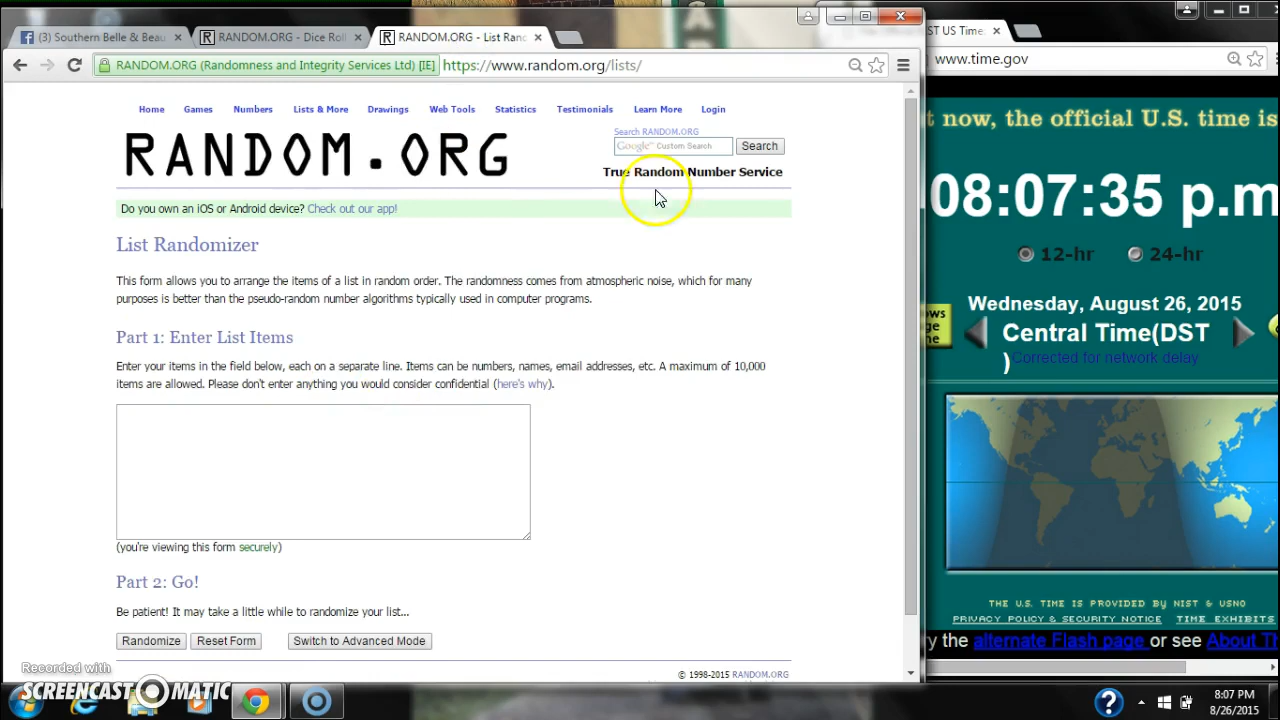 (3) Southern Belle & Beau
RANDOM.ORG - Dice Roll
RANDOM.ORG - List Ran
ST US Time:
RANDOM.ORG (Randomness and Integrity Services Ltd) [IE]
https://www.random.org/lists/
www.time.gov
Home Games Numbers Lists & More Drawings Web Tools Statistics Testimonials Learn More Login
RANDOM.ORG
Search RANDOM.ORG
Google™ Custom Search
Search
True Random Number Service
Do you own an iOS or Android device? Check out our app!
List Randomizer
This form allows you to arrange the items of a list in random order. The randomness comes from atmospheric noise, which for many
purposes is better than the pseudo-random number algorithms typically used in computer programs.
Part 1: Enter List Items
Enter your items in the field below, each on a separate line. Items can be numbers, names, email addresses, etc. A maximum of 10,000
items are allowed. Please don't enter anything you would consider confidential (here's why).
(you're viewing this form securely)
Part 2: Go!
Be patient! It may take a little while to randomize your list...
Randomize Reset Form Switch to Advanced Mode
© 1998-2015 RANDOM.ORG
t now, the official U.S. time is
08:07:35 p.m
12-hr 24-hr
Wednesday, August 26, 2015
Central Time(DST
)Corrected for network delay
THE U.S. TIME IS PROVIDED BY NIST & USNO
PRIVACY POLICY & SECURITY NOTICE TIME EXHIBITS
ry the alternate Flash page or see About Th
Recorded with
SCREENCAST-O-MATIC
8:07 PM
8/26/2015